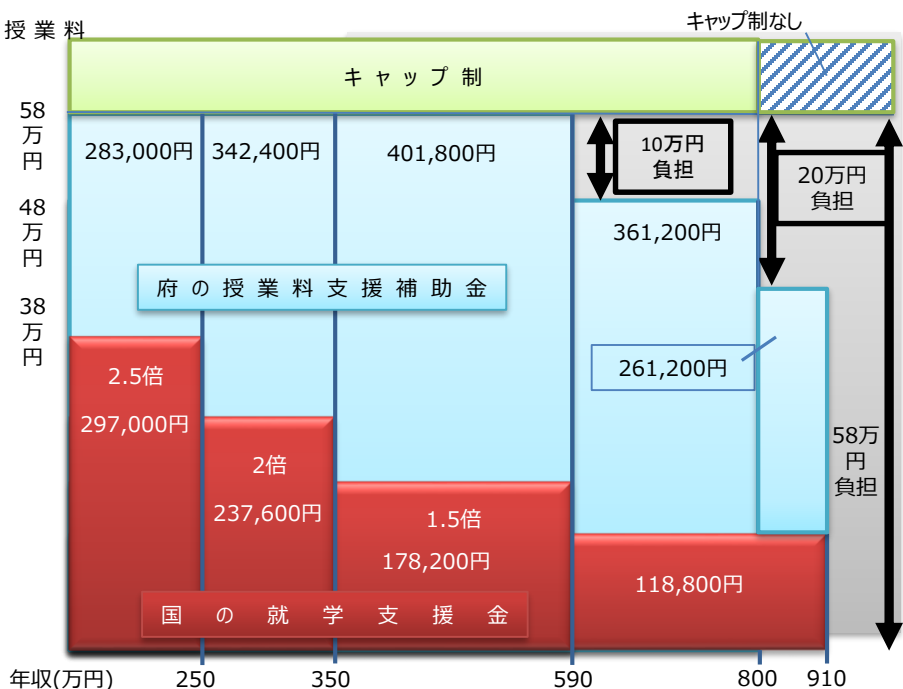 授業料
キャップ制なし
キャップ制
58
万
円
283,000円
342,400円
401,800円
10万円
負担
20万円
負担
48
万
円
361,200円
府の授業料支援補助金
38
万
円
261,200円
2.5倍
297,000円
2倍
237,600円
1.5倍
178,200円
118,800円
58万
円
負担
国の就学支援金
年収(万円)
250
350
590
800
910